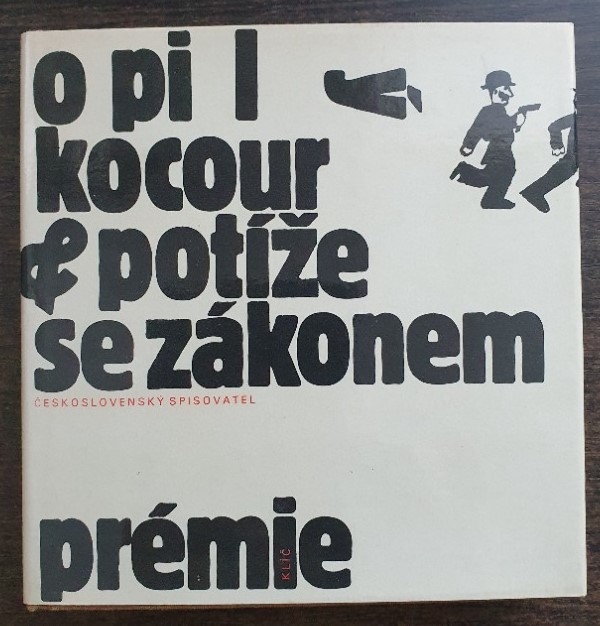 o pi l
kocour
& potíže
se zákonem
ČESKOSLOVENSKÝ SPISOVATEL
prémie
KLÍČ